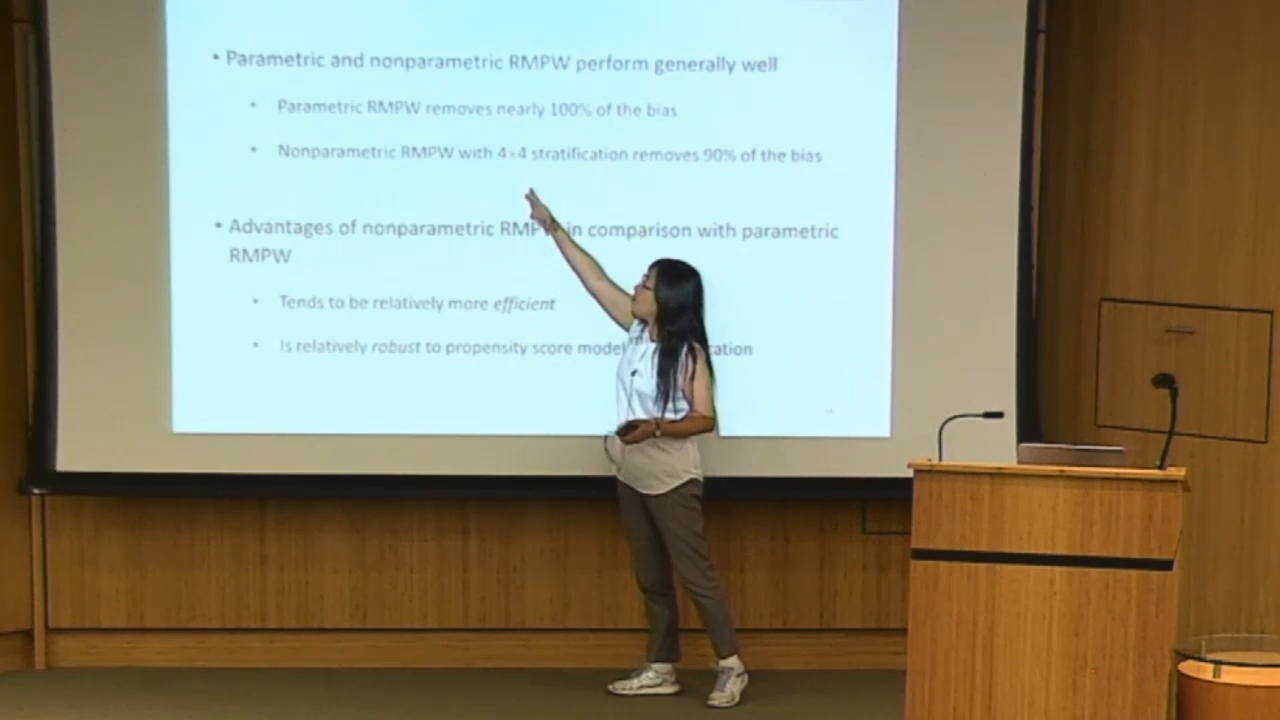 • Parametric and nonparametric RMPW perform generally well
• Parametric RMPW removes nearly 100% of the bias
• Nonparametric RMPW with 4×4 stratification removes 90% of the bias
• Advantages of nonparametric RMPW in comparison with parametric
RMPW
• Tends to be relatively more efficient
• Is relatively robust to propensity score model